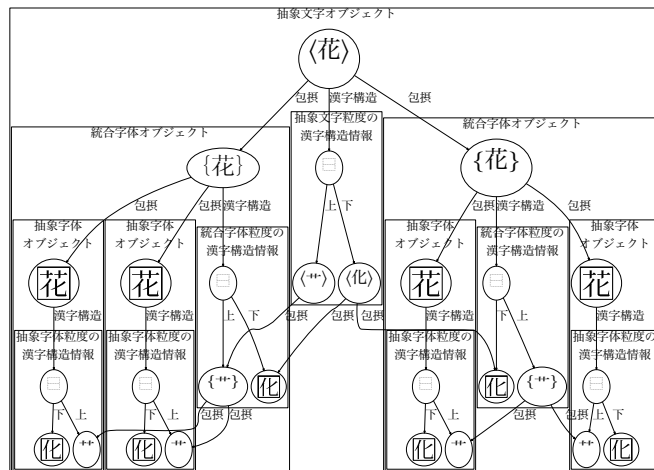 抽象文字オブジェクト
〈花〉
包摂 漢字構造 包摂
抽象文字粒度の
漢字構造情報
統合字体オブジェクト
統合字体オブジェクト
{花}
{花}
上 下
包摂 包摂 漢字構造
包摂 包摂 漢字構造 包摂
抽象字体
オブジェクト
抽象字体
オブジェクト
統合字体粒度の
漢字構造情報
抽象字体
オブジェクト
統合字体粒度の
漢字構造情報
抽象字体
オブジェクト
花
花
〈艹〉
〈化〉
花
花
漢字構造
漢字構造
上 下
包摂
包摂 包摂
漢字構造
下 上
漢字構造
抽象字体粒度の
漢字構造情報
抽象字体粒度の
漢字構造情報
抽象字体粒度の
漢字構造情報
抽象字体粒度の
漢字構造情報
{艹}
化
化
{艹}
下 上
下 上
包摂 包摂
下 上
包摂
包摂 上 下
化
艹
化
艹
化
艹
艹
化